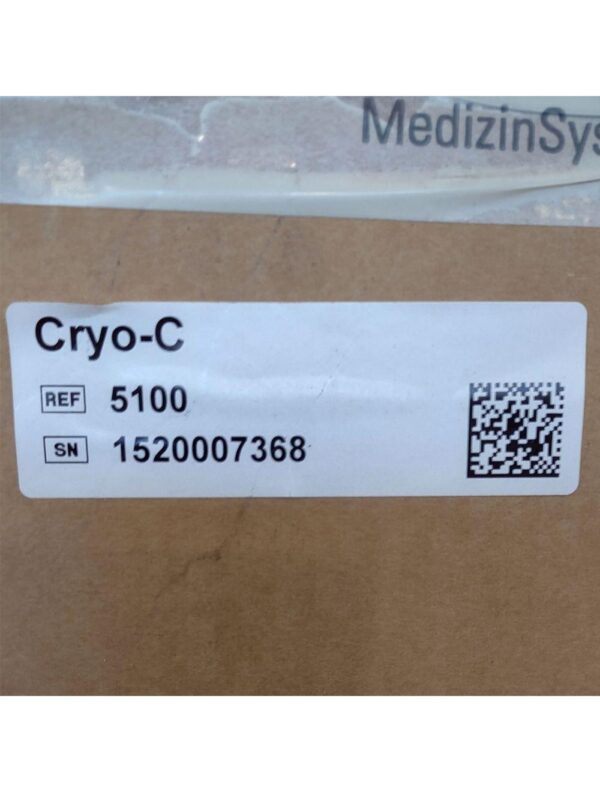 MedizinSys
Cryo-C
REF 5100
SN 1520007368